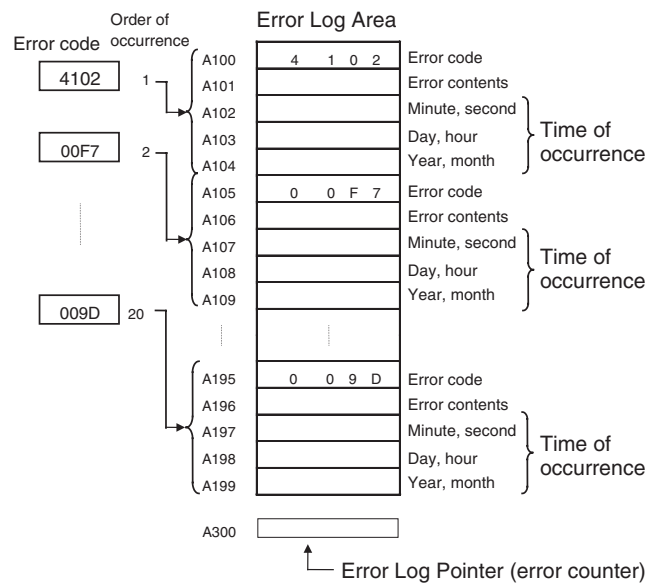 Error Log Area
Order of
occurrence
Error code
A100 4 1 0 2 Error code
4102 1
A101 Error contents
A102 Minute, second
A103 Day, hour
A104 Year, month
Time of
occurrence
00F7 2
A105 0 0 F 7 Error code
A106 Error contents
A107 Minute, second
A108 Day, hour
A109 Year, month
Time of
occurrence
009D 20
A195 0 0 9 D Error code
A196 Error contents
A197 Minute, second
A198 Day, hour
A199 Year, month
Time of
occurrence
A300
Error Log Pointer (error counter)